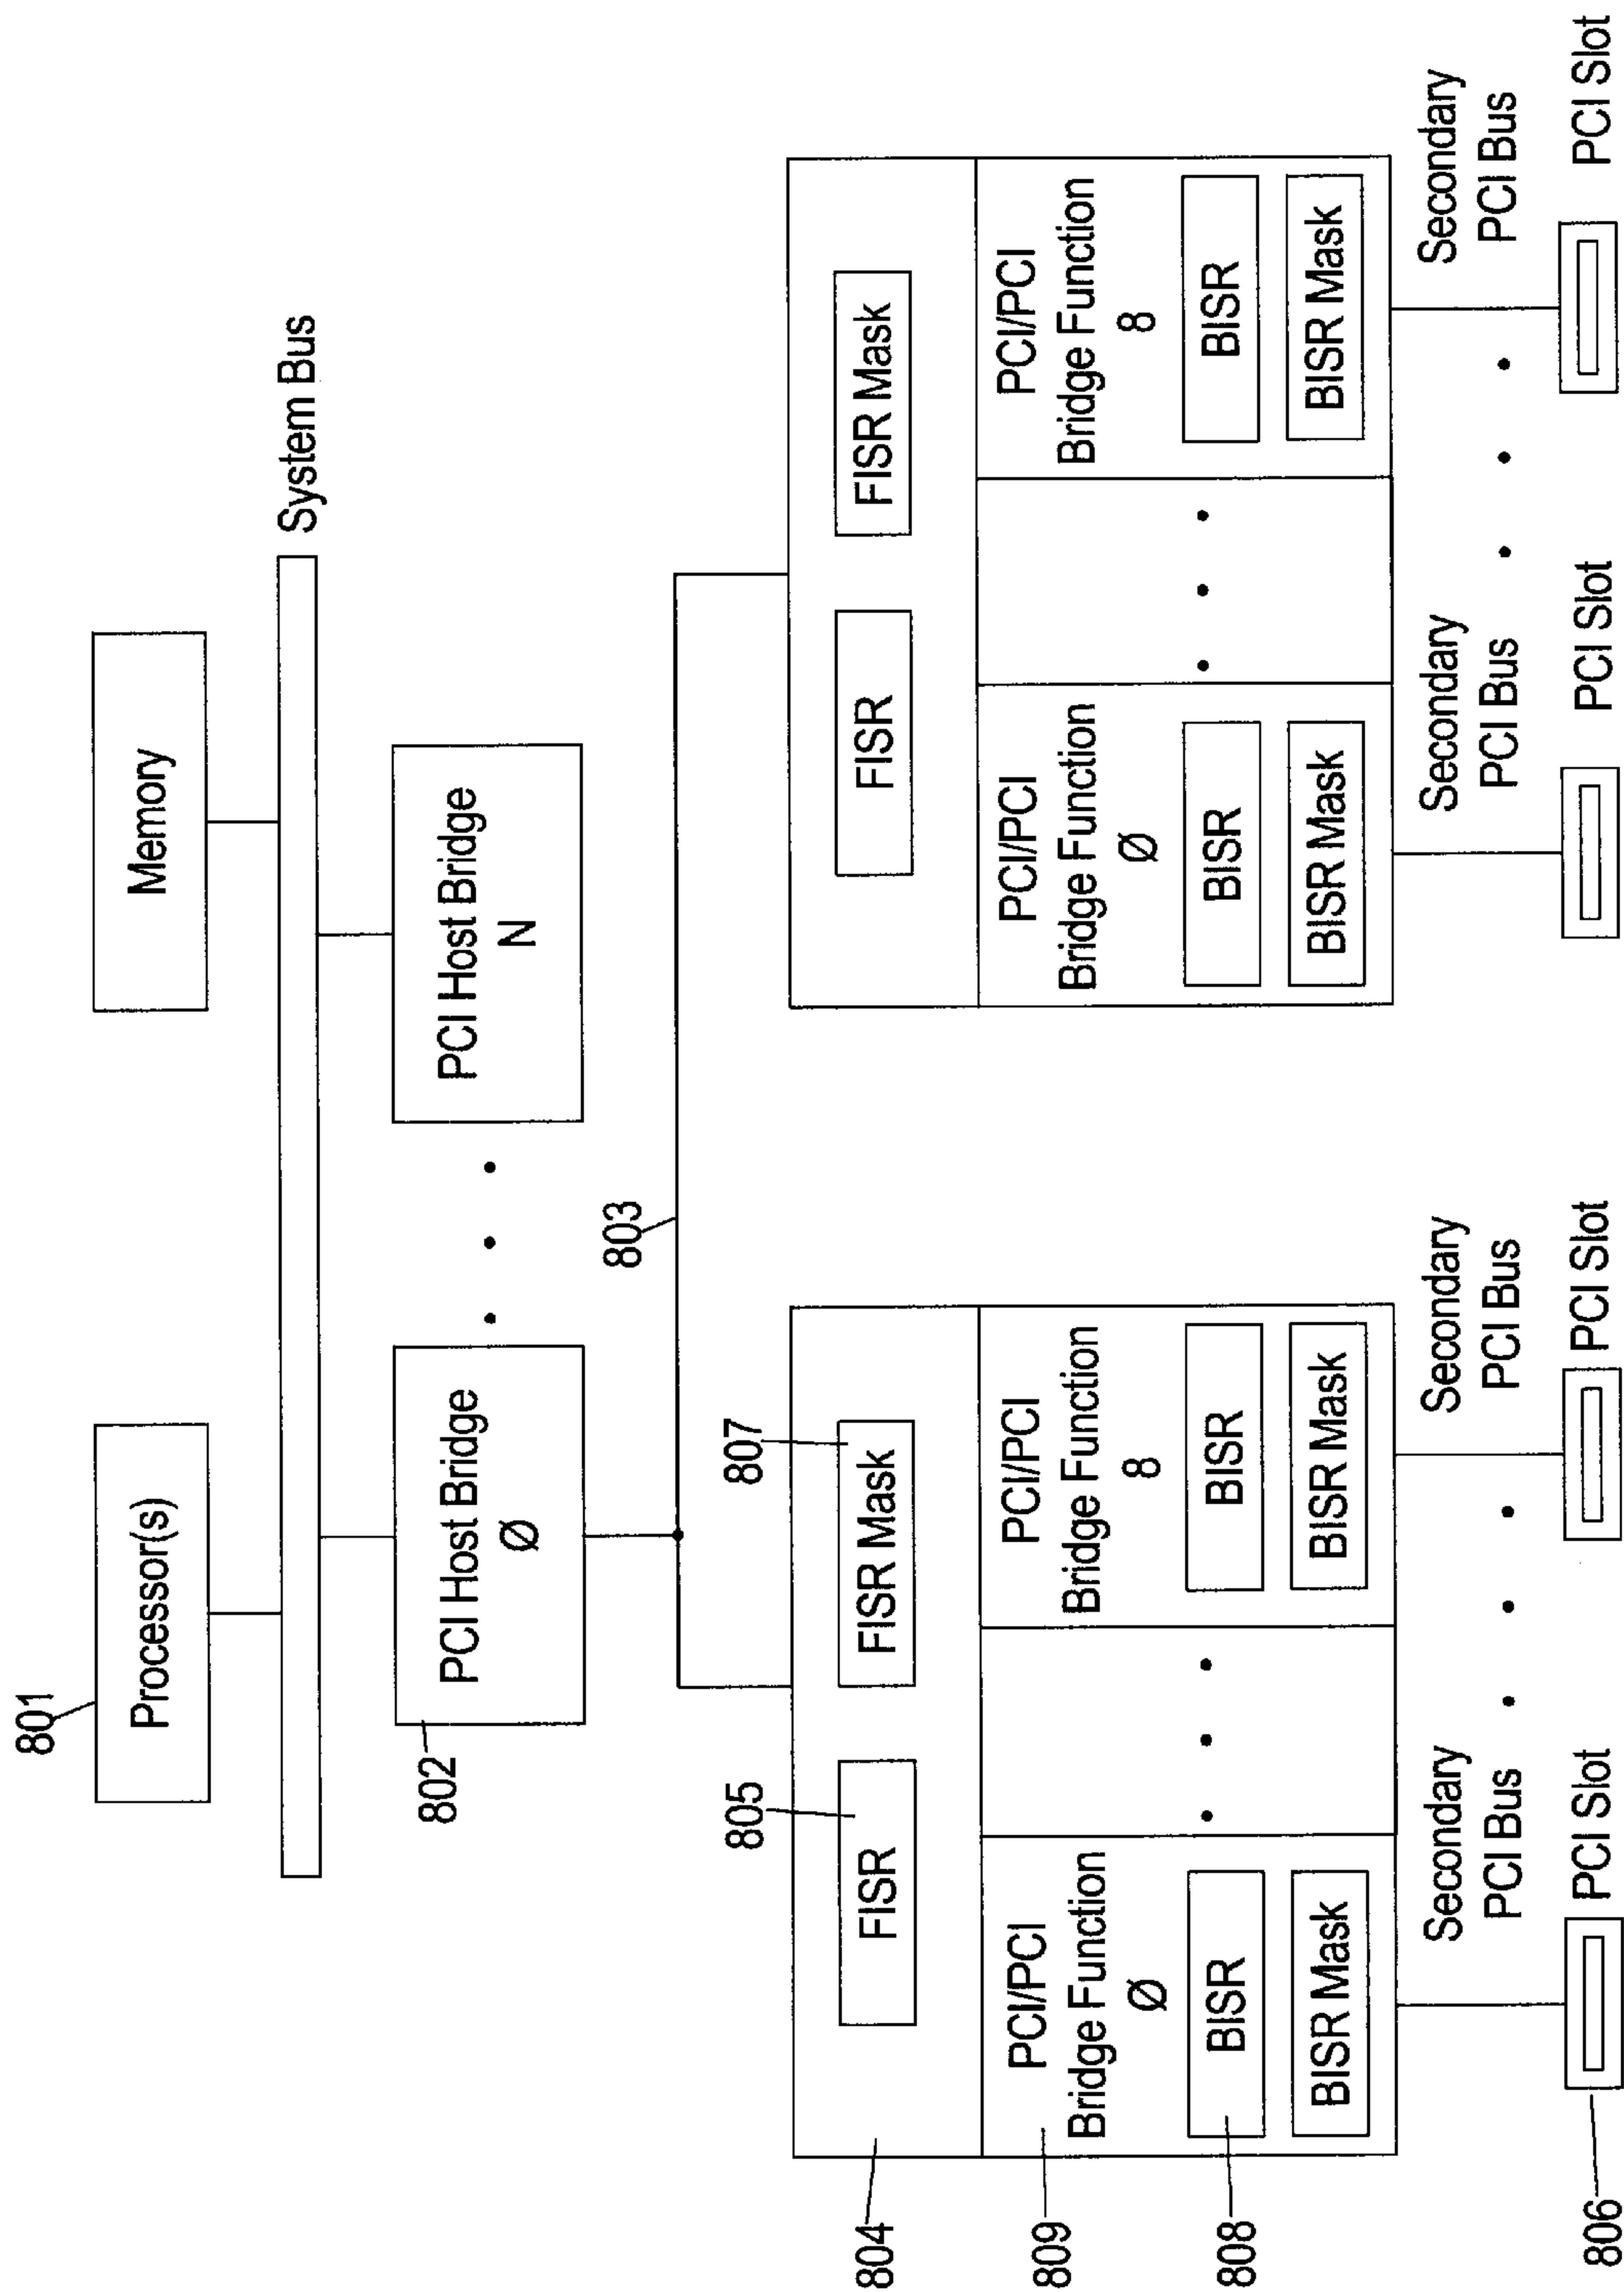 801
Processor(s)
Memory
System Bus
802
PCI Host Bridge
Ø
PCI Host Bridge
N
803
804
805
FISR
807
FISR Mask
FISR
FISR Mask
809
PCI/PCI
Bridge Function
Ø
808
BISR
BISR Mask
PCI/PCI
Bridge Function
8
BISR
BISR Mask
PCI/PCI
Bridge Function
Ø
BISR
BISR Mask
PCI/PCI
Bridge Function
8
BISR
BISR Mask
Secondary
PCI Bus
Secondary
PCI Bus
Secondary
PCI Bus
Secondary
PCI Bus
806
PCI Slot
PCI Slot
PCI Slot
PCI Slot